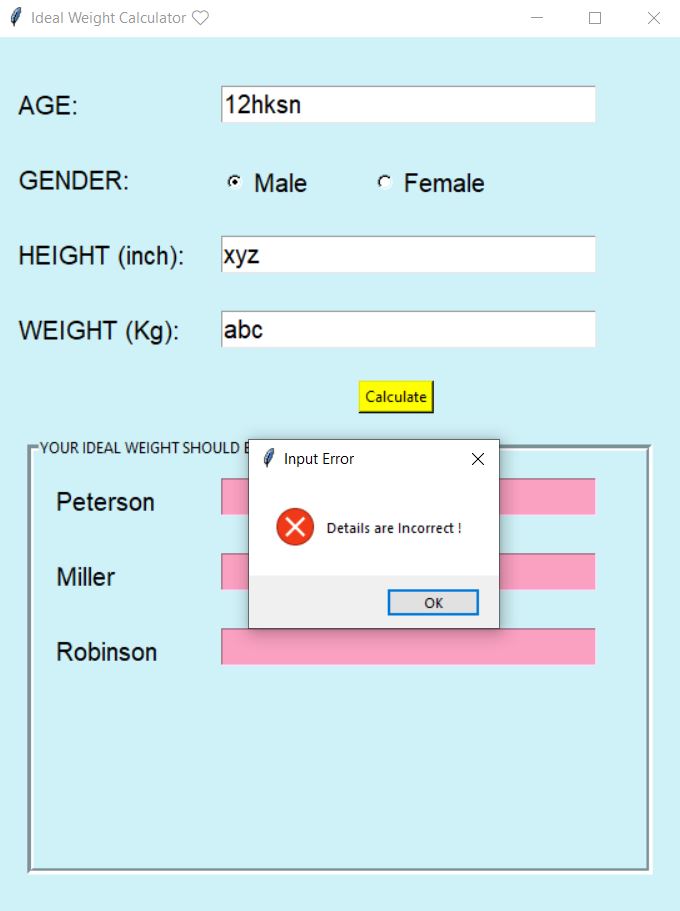 Ideal Weight Calculator ♡
AGE: 12hksn
GENDER: Male Female
HEIGHT (inch): xyz
WEIGHT (Kg): abc
Calculate
YOUR IDEAL WEIGHT SHOULD
Input Error
Details are Incorrect !
OK
Peterson
Miller
Robinson